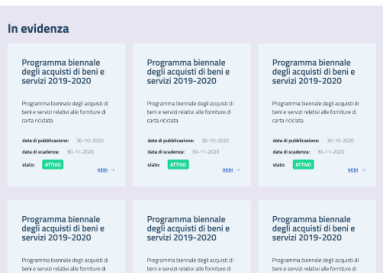 In evidenza
Programma biennale
degli acquisti di beni e
servizi 2019-2020
Programma biennale degli acquisti di
beni e servizi relativi alle forniture di
carta riciclata
data di pubblicazione: 30-10-2020
data di scadenza: 30-11-2020
stato: ATTIVO
VEDI →
Programma biennale
degli acquisti di beni e
servizi 2019-2020
Programma biennale degli acquisti di
beni e servizi relativi alle forniture di
carta riciclata
data di pubblicazione: 30-10-2020
data di scadenza: 30-11-2020
stato: ATTIVO
VEDI →
Programma biennale
degli acquisti di beni e
servizi 2019-2020
Programma biennale degli acquisti di
beni e servizi relativi alle forniture di
carta riciclata
data di pubblicazione: 30-10-2020
data di scadenza: 30-11-2020
stato: ATTIVO
VEDI →
Programma biennale
degli acquisti di beni e
servizi 2019-2020
Programma biennale degli acquisti di
beni e servizi relativi alle forniture di
Programma biennale
degli acquisti di beni e
servizi 2019-2020
Programma biennale degli acquisti di
beni e servizi relativi alle forniture di
Programma biennale
degli acquisti di beni e
servizi 2019-2020
Programma biennale degli acquisti di
beni e servizi relativi alle forniture di